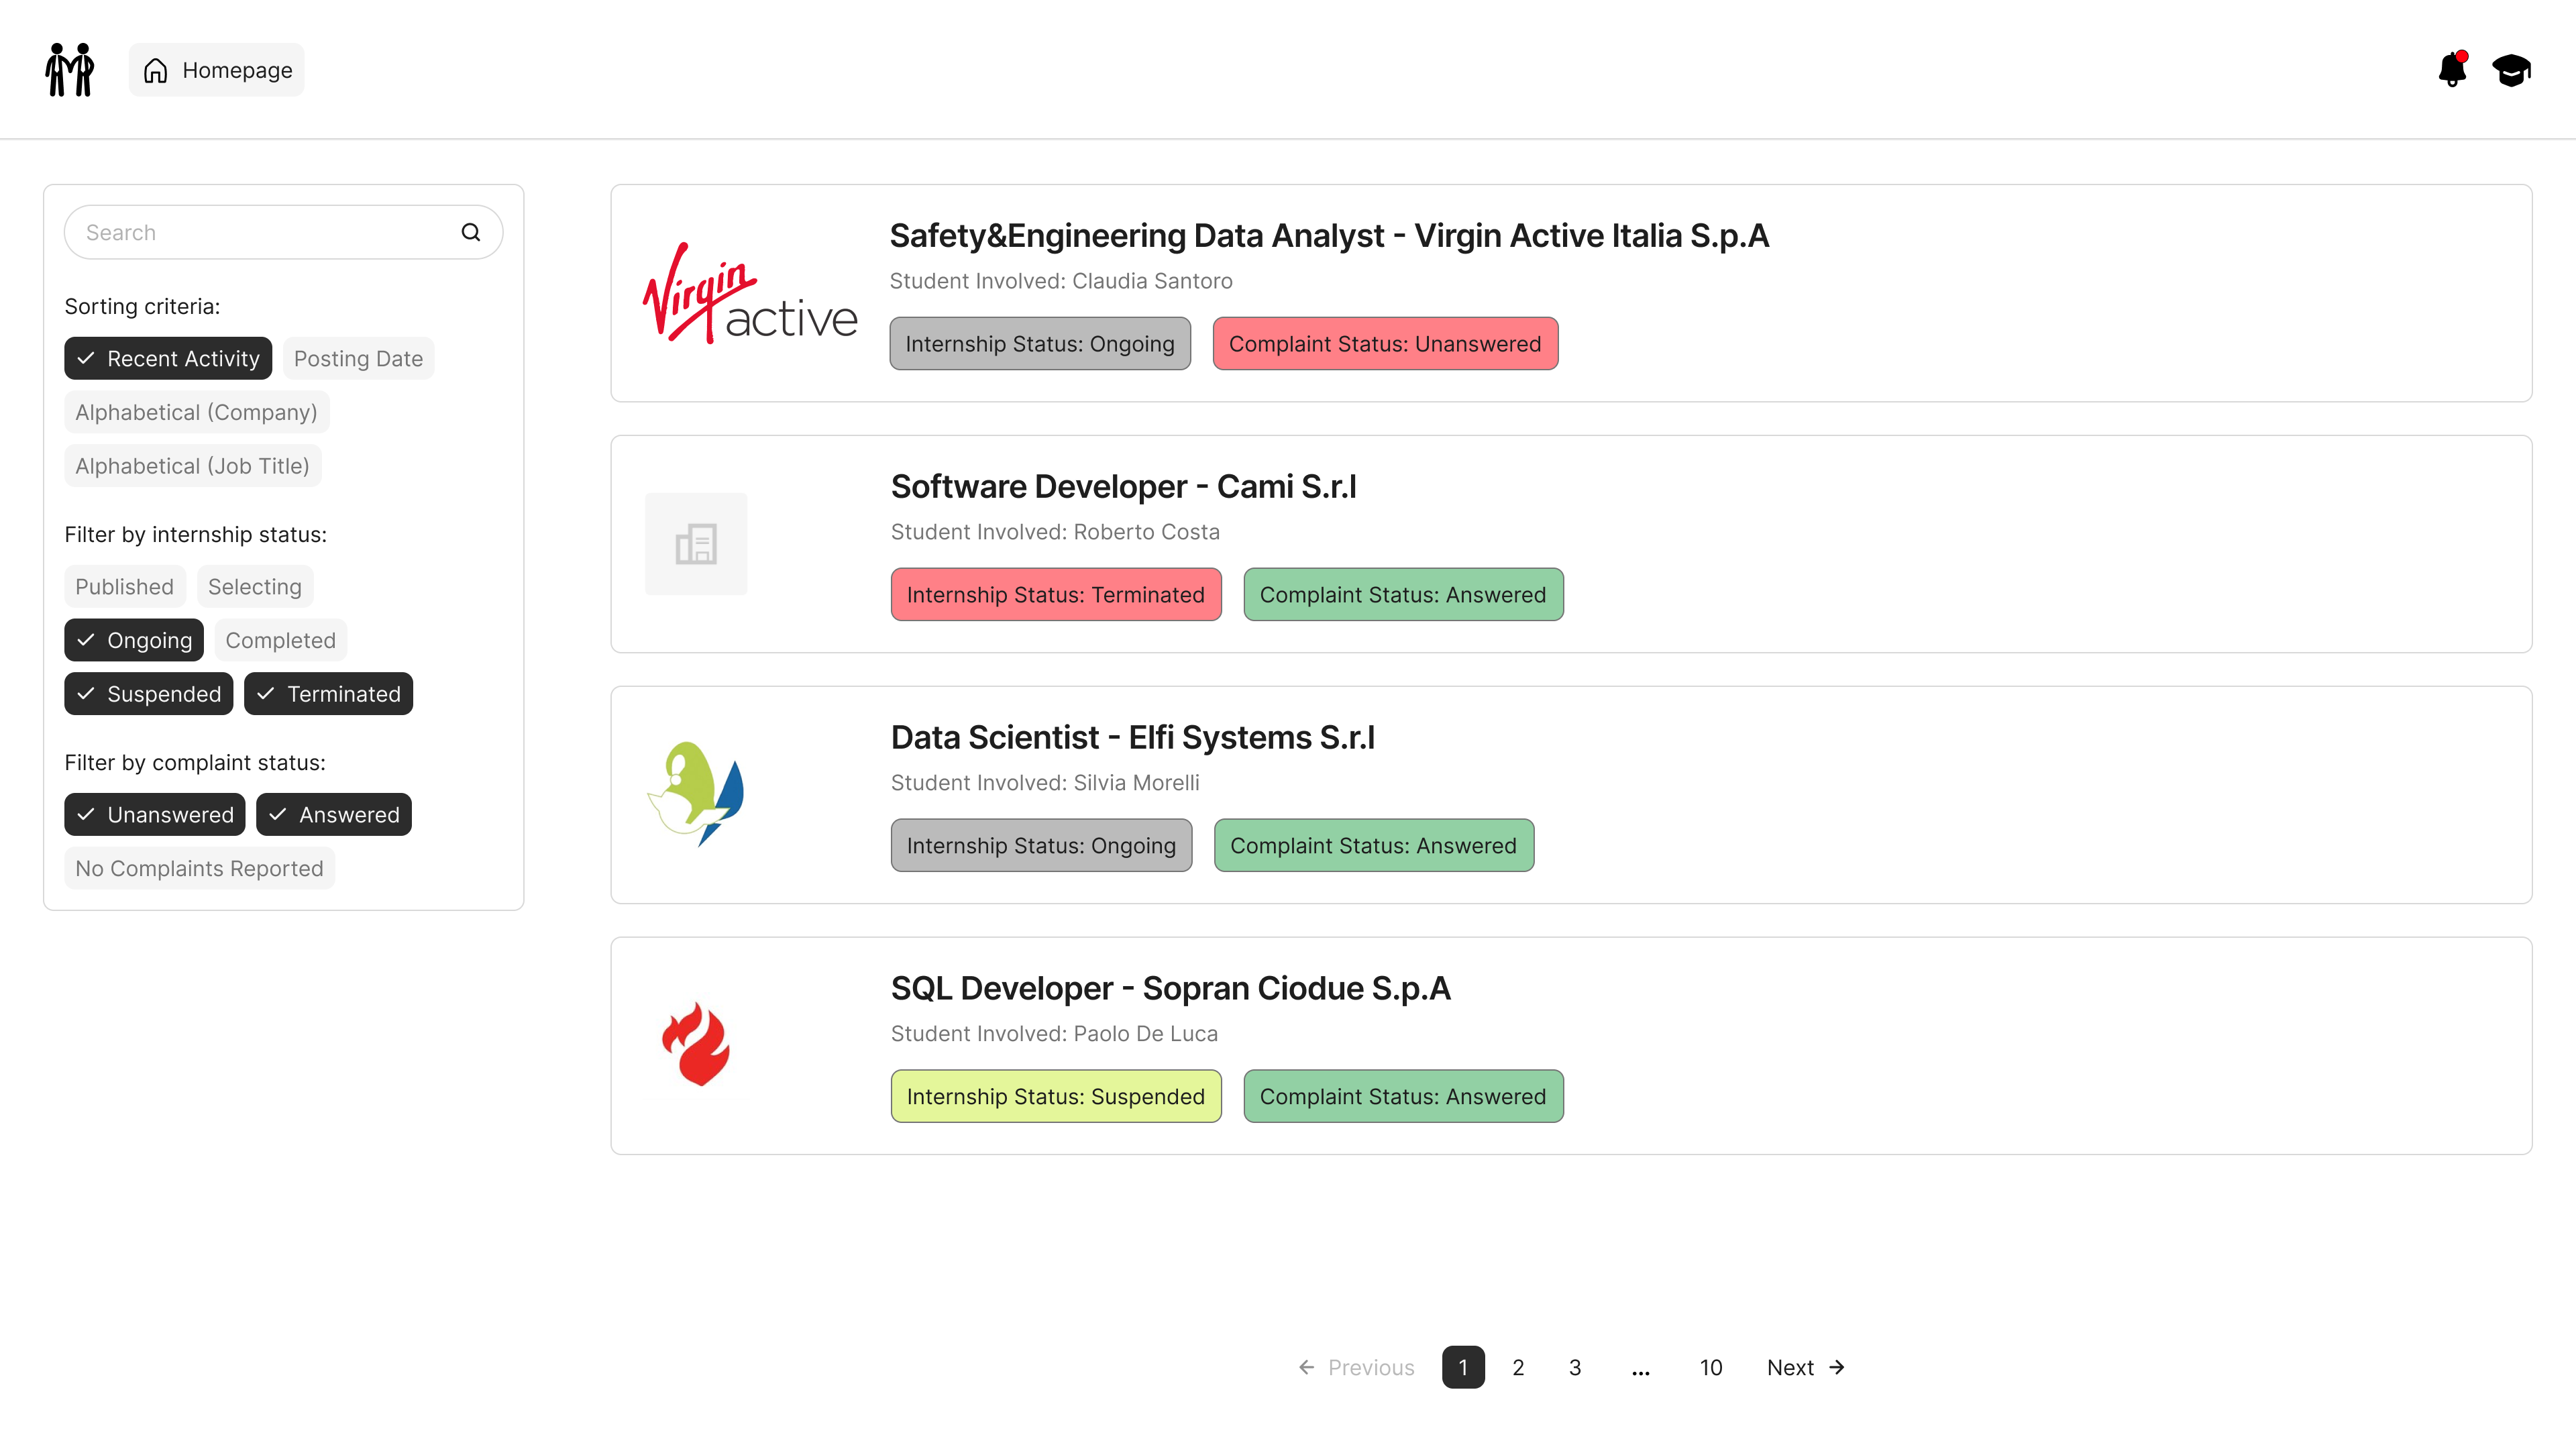 Homepage
Search
Sorting criteria:
Recent Activity
Posting Date
Alphabetical (Company)
Alphabetical (Job Title)
Filter by internship status:
Published
Selecting
Ongoing
Completed
Suspended
Terminated
Filter by complaint status:
Unanswered
Answered
No Complaints Reported
Virgin
active
Safety&Engineering Data Analyst - Virgin Active Italia S.p.A
Student Involved: Claudia Santoro
Internship Status: Ongoing
Complaint Status: Unanswered
Software Developer - Cami S.r.l
Student Involved: Roberto Costa
Internship Status: Terminated
Complaint Status: Answered
Data Scientist - Elfi Systems S.r.l
Student Involved: Silvia Morelli
Internship Status: Ongoing
Complaint Status: Answered
SQL Developer - Sopran Ciodue S.p.A
Student Involved: Paolo De Luca
Internship Status: Suspended
Complaint Status: Answered
Previous 1 2 3 ... 10 Next